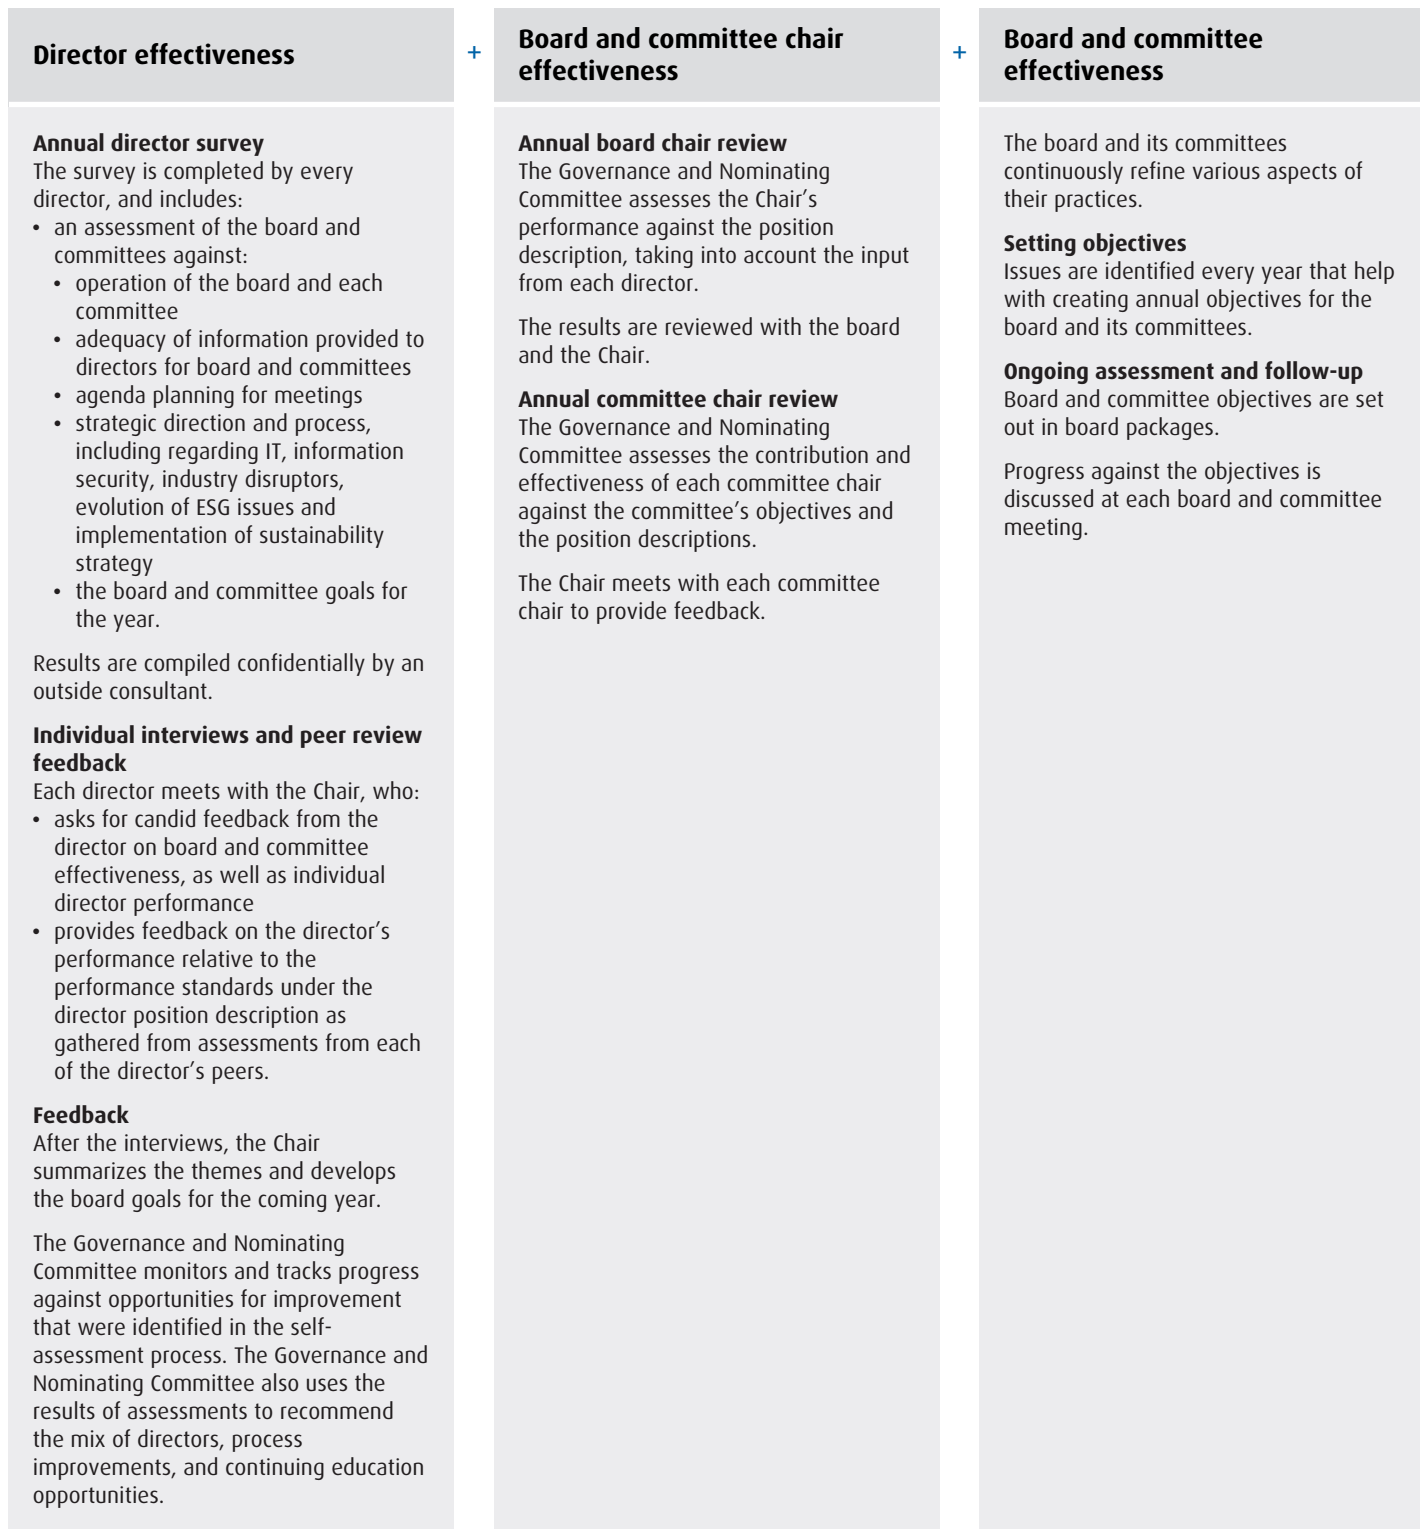 Director effectiveness
+
Board and committee chair
effectiveness
+
Board and committee
effectiveness
Annual director survey
The survey is completed by every
director, and includes:
• an assessment of the board and
committees against:
• operation of the board and each
committee
• adequacy of information provided to
directors for board and committees
• agenda planning for meetings
• strategic direction and process,
including regarding IT, information
security, industry disruptors,
evolution of ESG issues and
implementation of sustainability
strategy
• the board and committee goals for
the year.
Results are compiled confidentially by an
outside consultant.
Individual interviews and peer review
feedback
Each director meets with the Chair, who:
• asks for candid feedback from the
director on board and committee
effectiveness, as well as individual
director performance
• provides feedback on the director’s
performance relative to the
performance standards under the
director position description as
gathered from assessments from each
of the director’s peers.
Feedback
After the interviews, the Chair
summarizes the themes and develops
the board goals for the coming year.
The Governance and Nominating
Committee monitors and tracks progress
against opportunities for improvement
that were identified in the self-
assessment process. The Governance and
Nominating Committee also uses the
results of assessments to recommend
the mix of directors, process
improvements, and continuing education
opportunities.
Annual board chair review
The Governance and Nominating
Committee assesses the Chair’s
performance against the position
description, taking into account the input
from each director.
The results are reviewed with the board
and the Chair.
Annual committee chair review
The Governance and Nominating
Committee assesses the contribution and
effectiveness of each committee chair
against the committee’s objectives and
the position descriptions.
The Chair meets with each committee
chair to provide feedback.
The board and its committees
continuously refine various aspects of
their practices.
Setting objectives
Issues are identified every year that help
with creating annual objectives for the
board and its committees.
Ongoing assessment and follow-up
Board and committee objectives are set
out in board packages.
Progress against the objectives is
discussed at each board and committee
meeting.